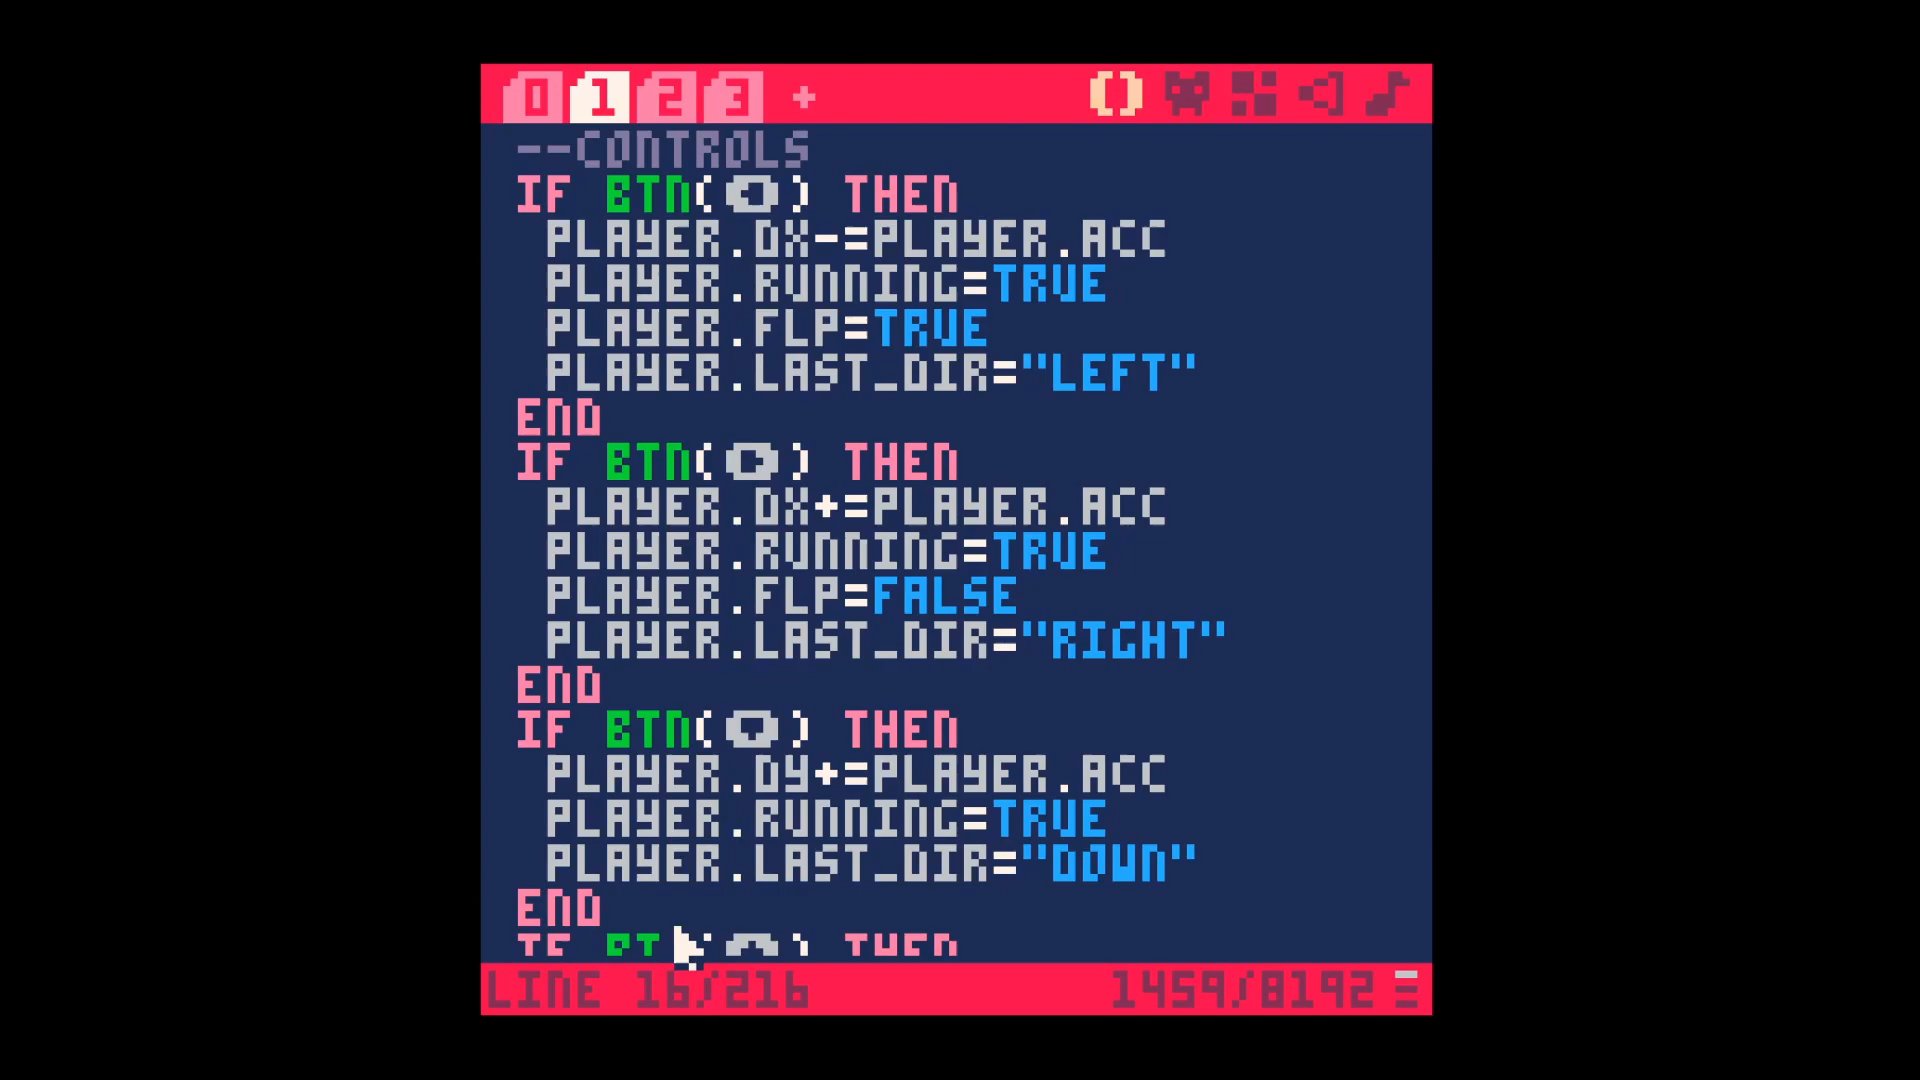 0 1 2 3 +
--CONTROLS
IF BTN(⬅️) THEN
PLAYER.DX-=PLAYER.ACC
PLAYER.RUNNING=TRUE
PLAYER.FLP=TRUE
PLAYER.LAST_DIR="LEFT"
END
IF BTN(➡️) THEN
PLAYER.DX+=PLAYER.ACC
PLAYER.RUNNING=TRUE
PLAYER.FLP=FALSE
PLAYER.LAST_DIR="RIGHT"
END
IF BTN(⬇️) THEN
PLAYER.DY+=PLAYER.ACC
PLAYER.RUNNING=TRUE
PLAYER.LAST_DIR="DOWN"
END
IF BTN(⬆️) THEN
LINE 16/216 1459/8192